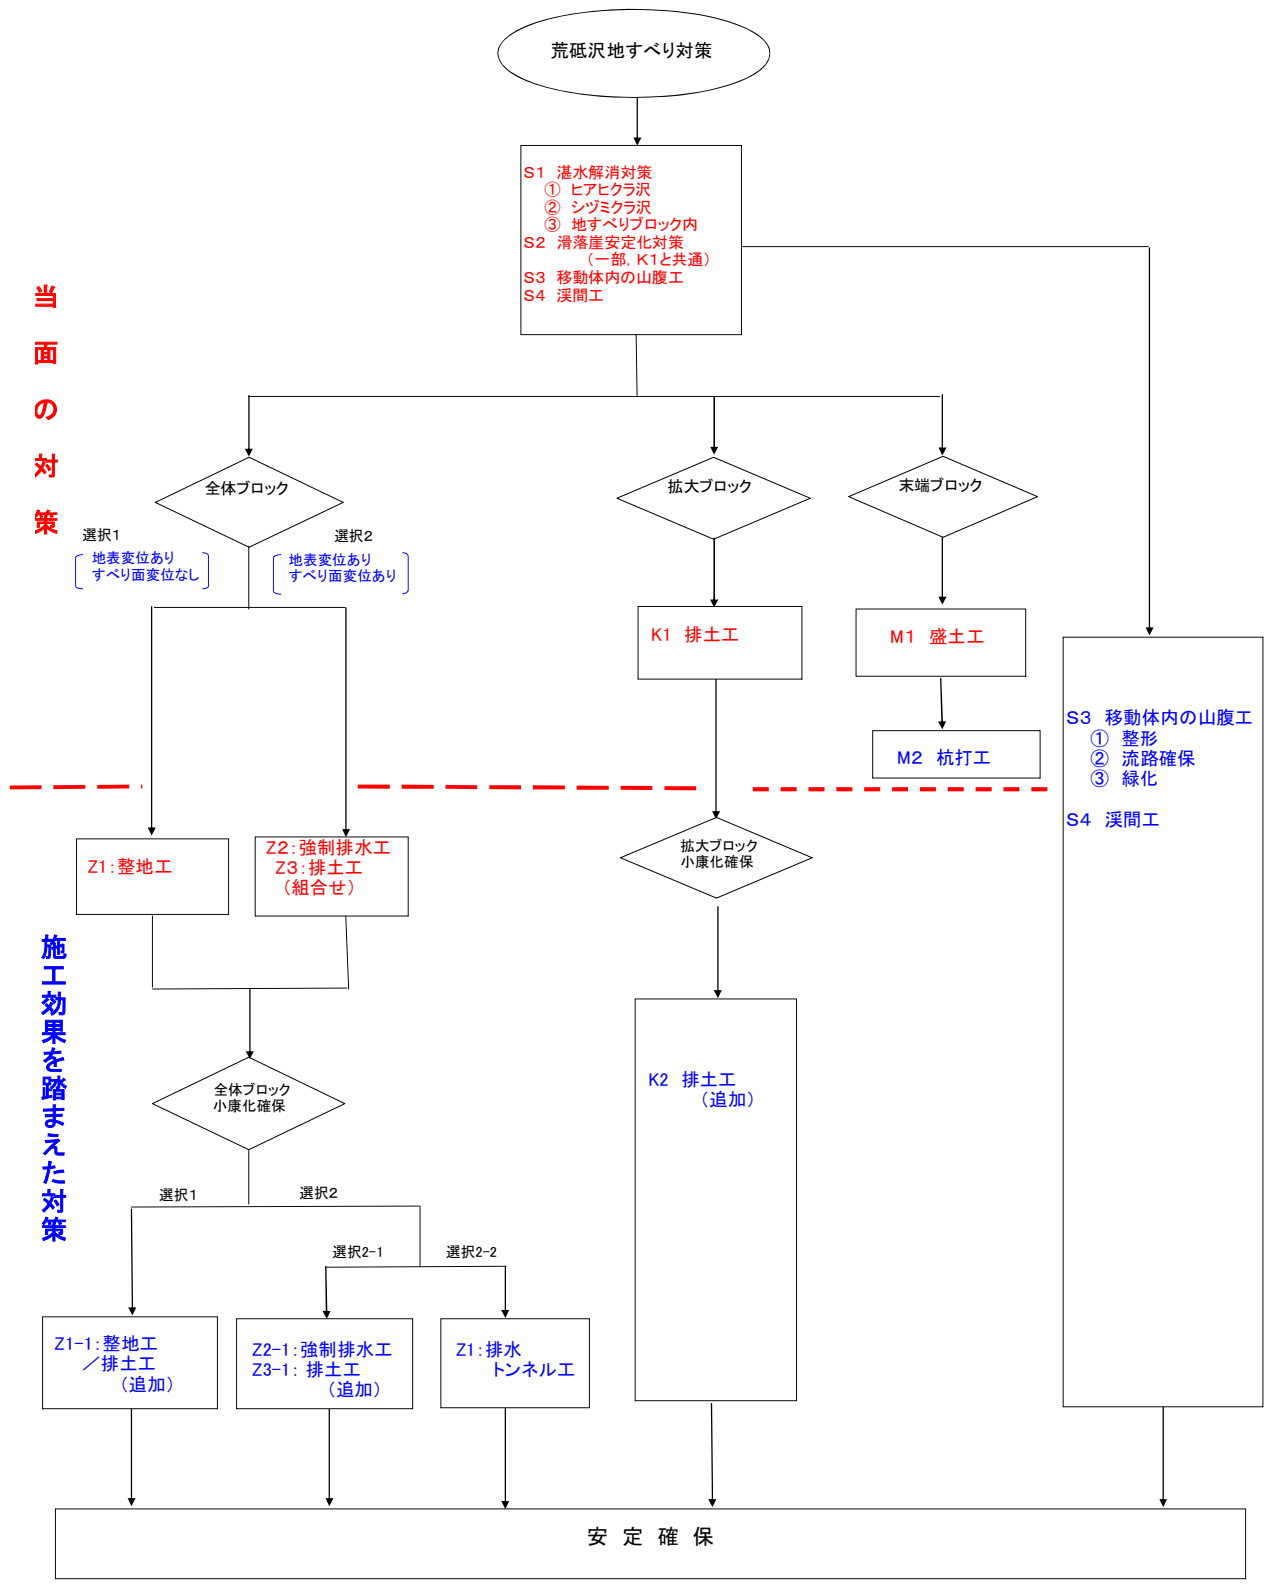 荒砥沢地すべり対策
S1 湛水解消対策
① ヒアヒクラ沢
② シヅミクラ沢
③ 地すべりブロック内
S2 滑落崖安定化対策
（一部，K1と共通）
S3 移動体内の山腹工
S4 渓間工
当面の対策
全体ブロック
拡大ブロック
末端ブロック
選択1
地表変位あり
すべり面変位なし
選択2
地表変位あり
すべり面変位あり
K1 排土工
M1 盛土工
M2 杭打工
S3 移動体内の山腹工
① 整形
② 流路確保
③ 緑化
S4 渓間工
Z1：整地工
Z2：強制排水工
Z3：排土工
（組合せ）
拡大ブロック
小康化確保
施工効果を踏まえた対策
全体ブロック
小康化確保
K2 排土工
（追加）
選択1
選択2
選択2-1
選択2-2
Z1-1：整地工
／排土工
（追加）
Z2-1：強制排水工
Z3-1：排土工
（追加）
Z1：排水
トンネル工
安 定 確 保